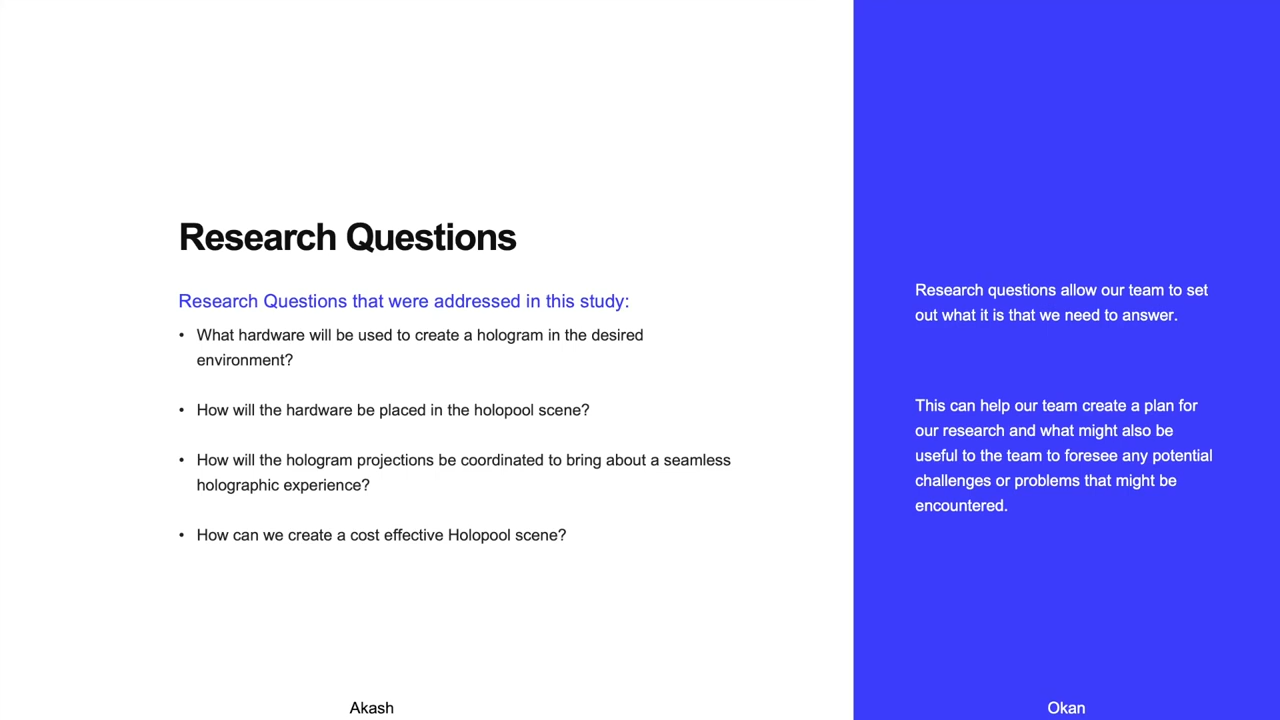 Research Questions
Research Questions that were addressed in this study:
• What hardware will be used to create a hologram in the desired
environment?
• How will the hardware be placed in the holopool scene?
• How will the hologram projections be coordinated to bring about a seamless
holographic experience?
• How can we create a cost effective Holopool scene?
Akash
Research questions allow our team to set
out what it is that we need to answer.
This can help our team create a plan for
our research and what might also be
useful to the team to foresee any potential
challenges or problems that might be
encountered.
Okan